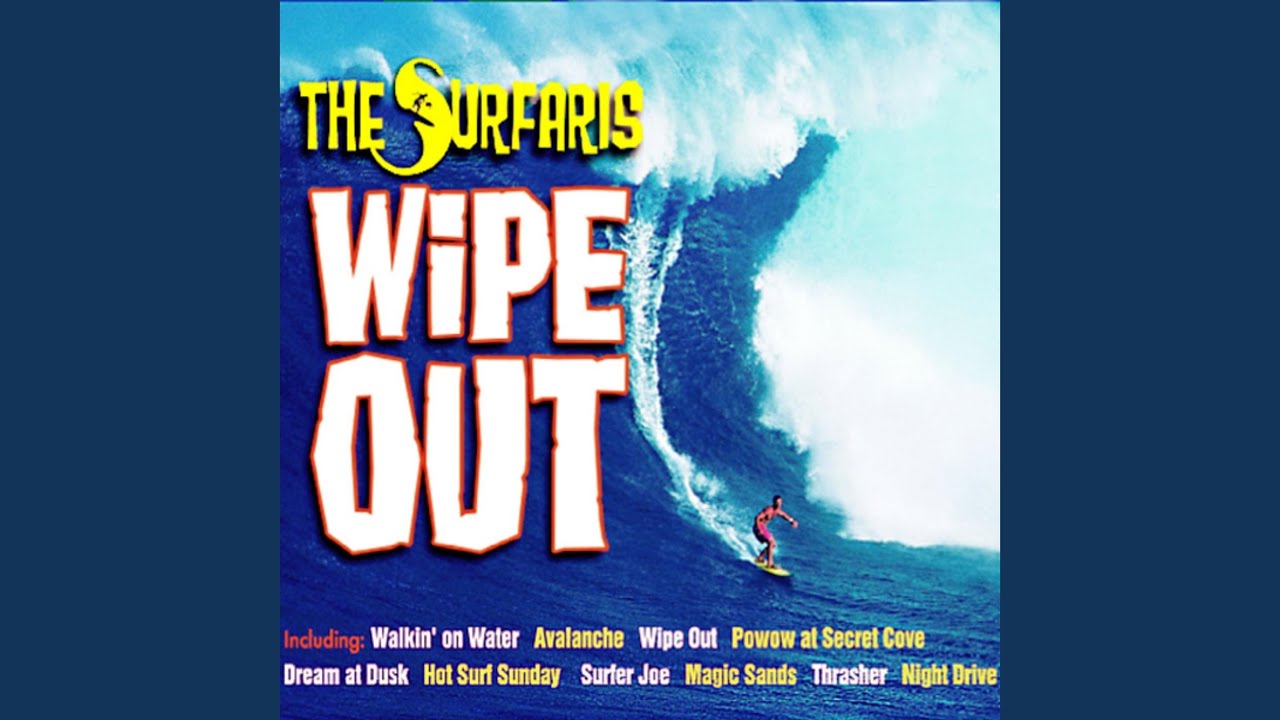 THE SURFARIS
WiPE
OUT
Including: Walkin' on Water Avalanche Wipe Out Powow at Secret Cove
Dream at Dusk Hot Surf Sunday Surfer Joe Magic Sands Thrasher Night Drive